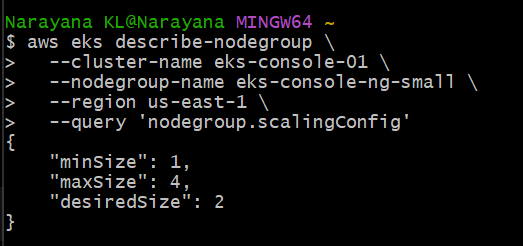 Narayana KL@Narayana MINGW64 ~
$ aws eks describe-nodegroup \
>   --cluster-name eks-console-01 \
>   --nodegroup-name eks-console-ng-small \
>   --region us-east-1 \
>   --query 'nodegroup.scalingConfig'
{
    "minSize": 1,
    "maxSize": 4,
    "desiredSize": 2
}